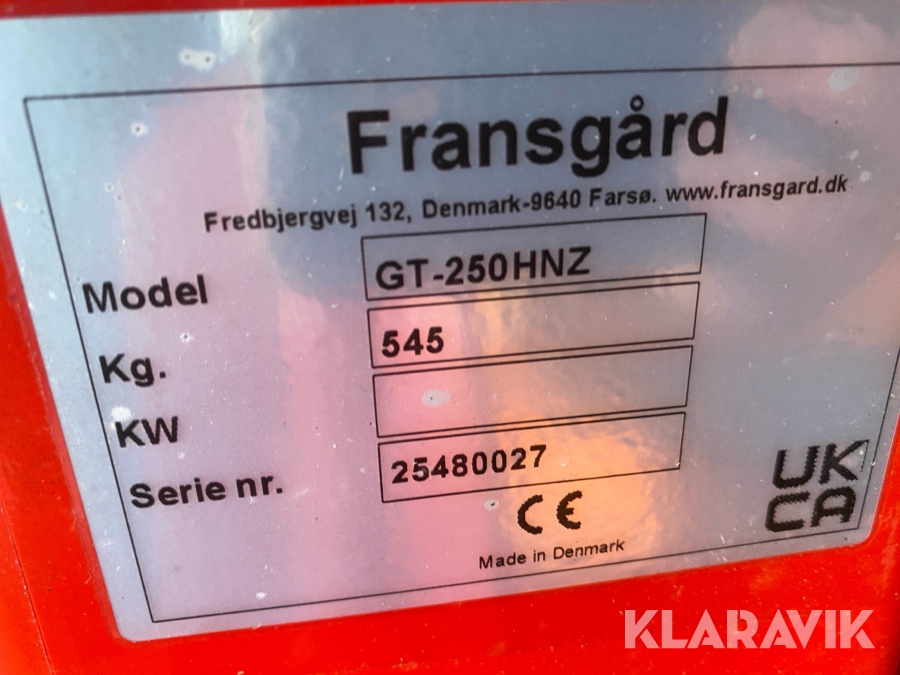 Fransgård
Fredbjergvej 132, Denmark-9640 Farsø. www.fransgard.dk
Model GT-250HNZ
Kg. 545
KW
Serie nr. 25480027
CE
UK
CA
Made in Denmark
KLARAVIK